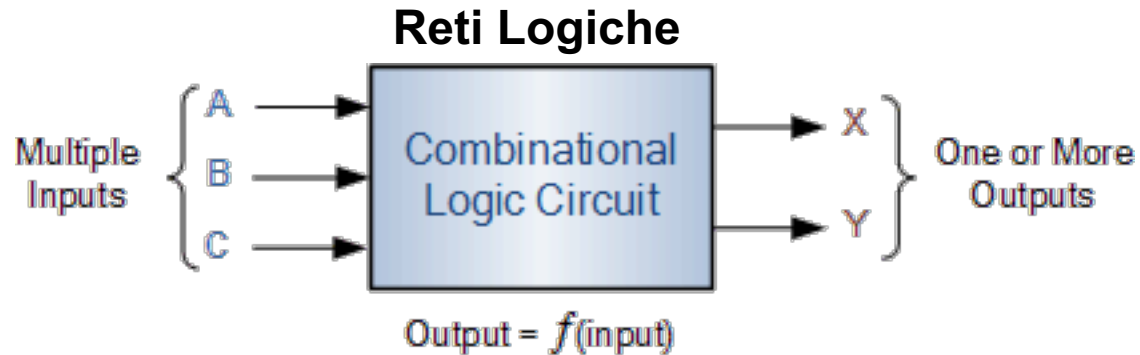 Reti Logiche
Multiple
Inputs
A
B
C
Combinational
Logic Circuit
X
Y
One or More
Outputs
Output = f(input)